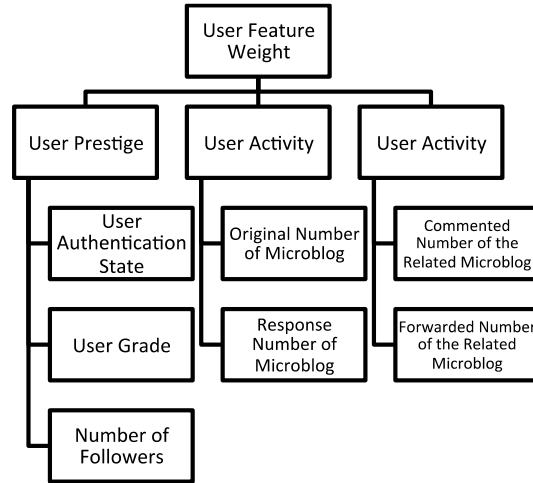 User Feature
Weight
User Prestige
User Activity
User Activity
User
Authentication
State
Original Number
of Microblog
Commented
Number of the
Related Microblog
User Grade
Response
Number of
Microblog
Forwarded Number
of the Related
Microblog
Number of
Followers